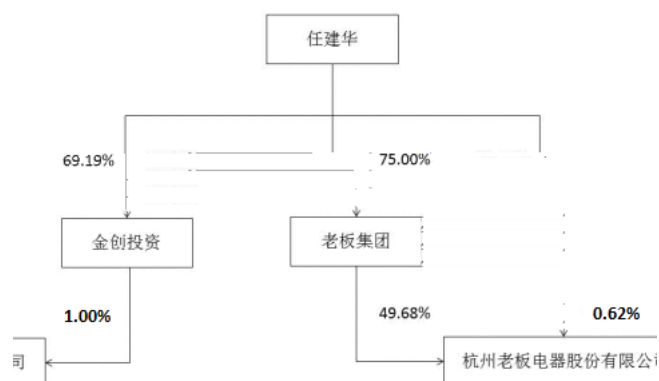 任建华
69.19%
75.00%
金创投资
老板集团
1.00%
49.68%
0.62%
司
杭州老板电器股份有限公司